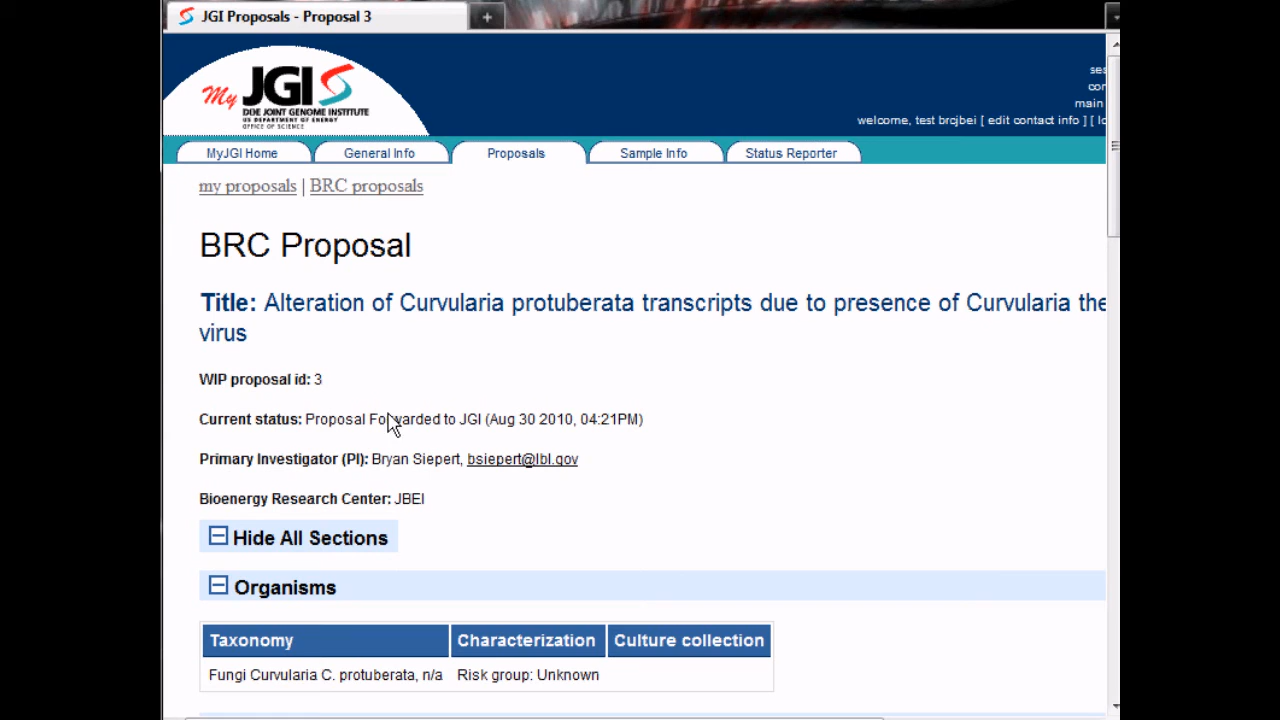 JGI Proposals - Proposal 3
My JGI
DOE JOINT GENOME INSTITUTE
US DEPARTMENT OF ENERGY
OFFICE OF SCIENCE
main
welcome, test brcjbei [ edit contact info ] [
MyJGI Home
General Info
Proposals
Sample Info
Status Reporter
my proposals | BRC proposals
BRC Proposal
Title: Alteration of Curvularia protuberata transcripts due to presence of Curvularia the
virus
WIP proposal id: 3
Current status: Proposal Forwarded to JGI (Aug 30 2010, 04:21PM)
Primary Investigator (PI): Bryan Siepert, bsiepert@lbl.gov
Bioenergy Research Center: JBEI
Hide All Sections
Organisms
Taxonomy Characterization Culture collection
Fungi Curvularia C. protuberata, n/a Risk group: Unknown